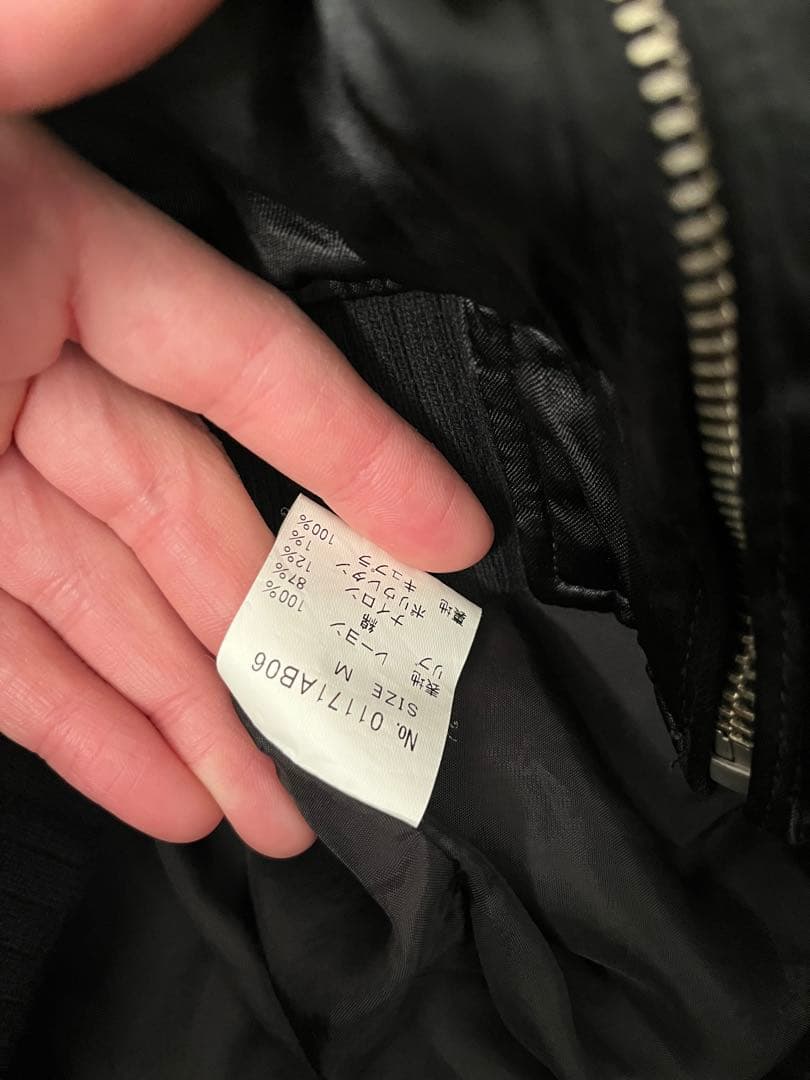 No. 01171AB06
SIZE M
表地 レーヨン 100%
リブ 綿 87%
ナイロン 12%
ポリウレタン 1%
裏地 キュプラ 100%